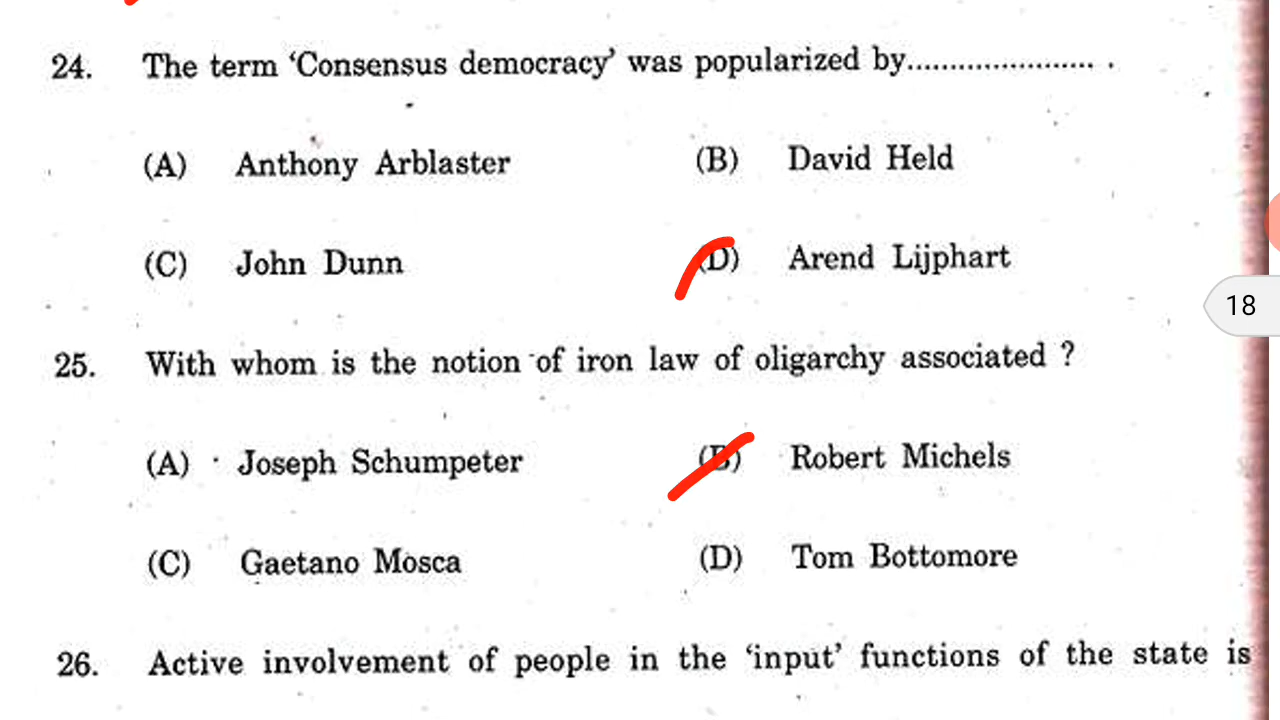 24. The term ‘Consensus democracy’ was popularized by...................... .
(A) Anthony Arblaster (B) David Held
(C) John Dunn (D) Arend Lijphart
25. With whom is the notion of iron law of oligarchy associated ?
(A) Joseph Schumpeter (B) Robert Michels
(C) Gaetano Mosca (D) Tom Bottomore
26. Active involvement of people in the ‘input’ functions of the state is
18